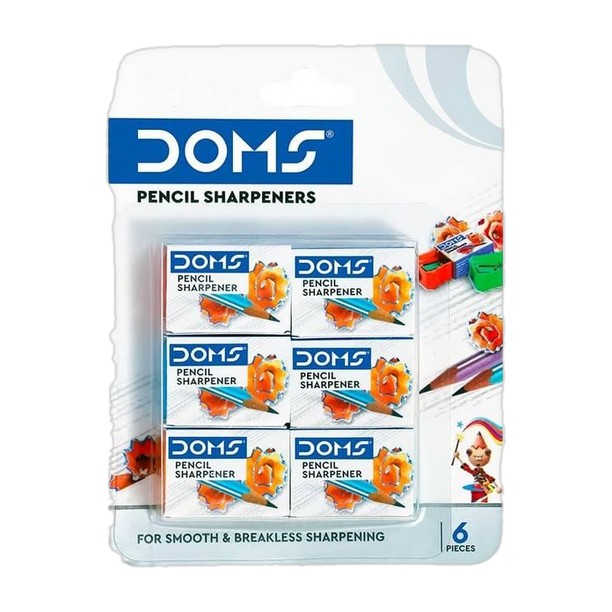 DOMS®
PENCIL SHARPENERS
DOMS
PENCIL
SHARPENER
DOMS
PENCIL
SHARPENER
DOMS
DOMS
PENCIL
SHARPENER
DOMS
PENCIL
SHARPENER
DOMS
PENCIL
SHARPENER
DOMS
PENCIL
SHARPENER
FOR SMOOTH & BREAKLESS SHARPENING
6
PIECES